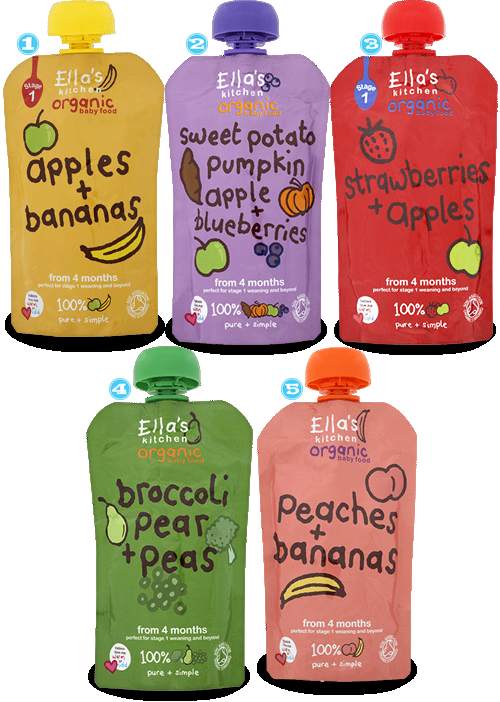 1
Ella's
kitchen
organic
baby food
Stage
1
apples
+
bananas
from 4 months
perfect for stage 1 weaning and beyond
100%
pure + simple
2
Ella's
kitchen
organic
baby food
sweet potato
pumpkin
apple
+
blueberries
from 4 months
perfect for stage 1 weaning and beyond
100%
pure + simple
3
Ella's
kitchen
organic
baby food
Stage
1
strawberries
+ apples
from 4 months
perfect for stage 1 weaning and beyond
100%
pure + simple
4
Ella's
kitchen
organic
baby food
broccoli
pear
+ peas
from 4 months
perfect for stage 1 weaning and beyond
100%
pure + simple
5
Ella's
kitchen
organic
baby food
peaches
+
bananas
from 4 months
perfect for stage 1 weaning and beyond
100%
pure + simple